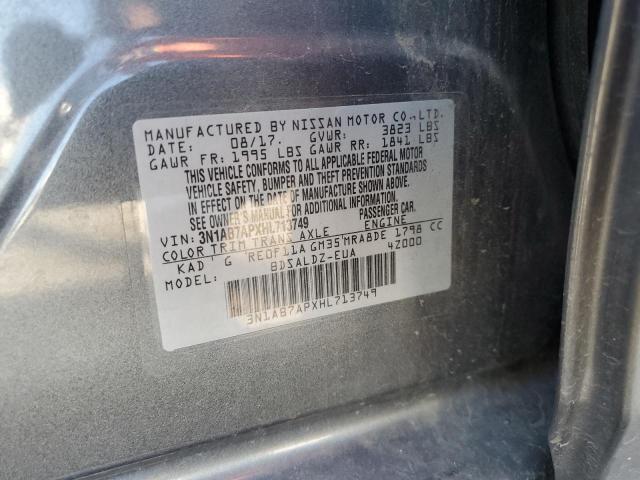 MANUFACTURED BY NISSAN MOTOR CO.,LTD.
DATE: 08/17. GVWR: 3823 LBS
GAWR FR: 1995 LBS GAWR RR: 1841 LBS
THIS VEHICLE CONFORMS TO ALL APPLICABLE FEDERAL MOTOR
VEHICLE SAFETY, BUMPER AND THEFT PREVENTION STANDARDS
IN EFFECT ON THE DATE OF MANUFACTURE SHOWN ABOVE.
SEE OWNER'S MANUAL FOR ADDITIONAL INFORMATION.
VIN: 3N1AB7APXHL713749 PASSENGER CAR.
COLOR TRIM TRANS AXLE
KAD G RE0F11A GM35 MRA8DE 1798 CC
MODEL: BDSALDZ-EUA 4Z000
3N1AB7APXHL713749